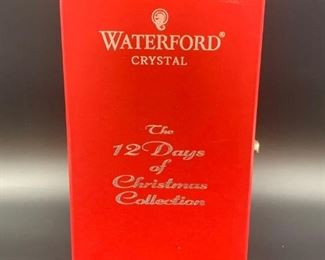 WATERFORD®
CRYSTAL
The
12 Days
of
Christmas
Collection